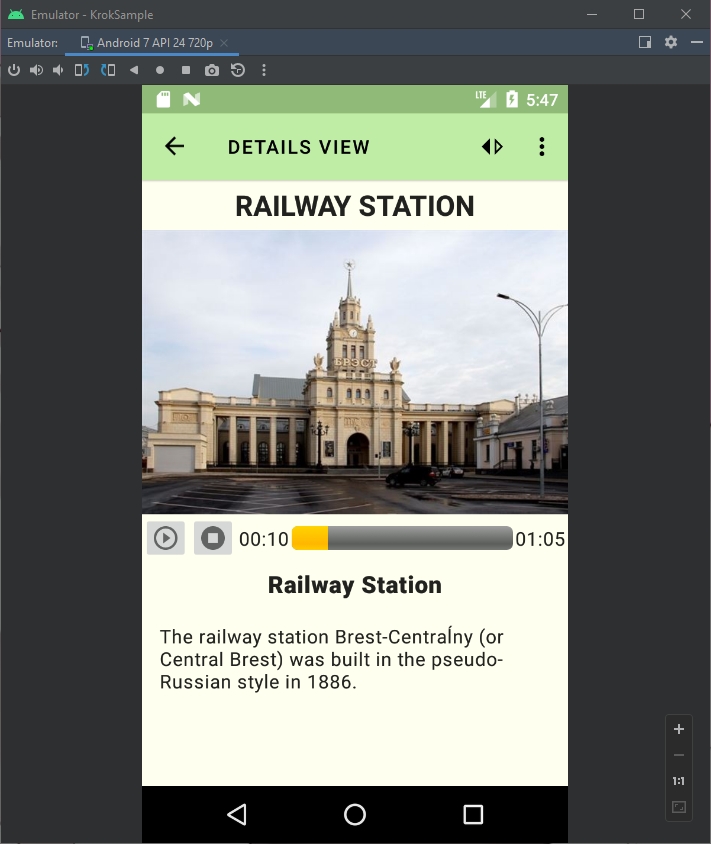 Emulator - KrokSample
Emulator: Android 7 API 24 720p
LTE 5:47
DETAILS VIEW
RAILWAY STATION
БРЭСТ
00:10 01:05
Railway Station
The railway station Brest-Centraĺny (or
Central Brest) was built in the pseudo-
Russian style in 1886.
1:1